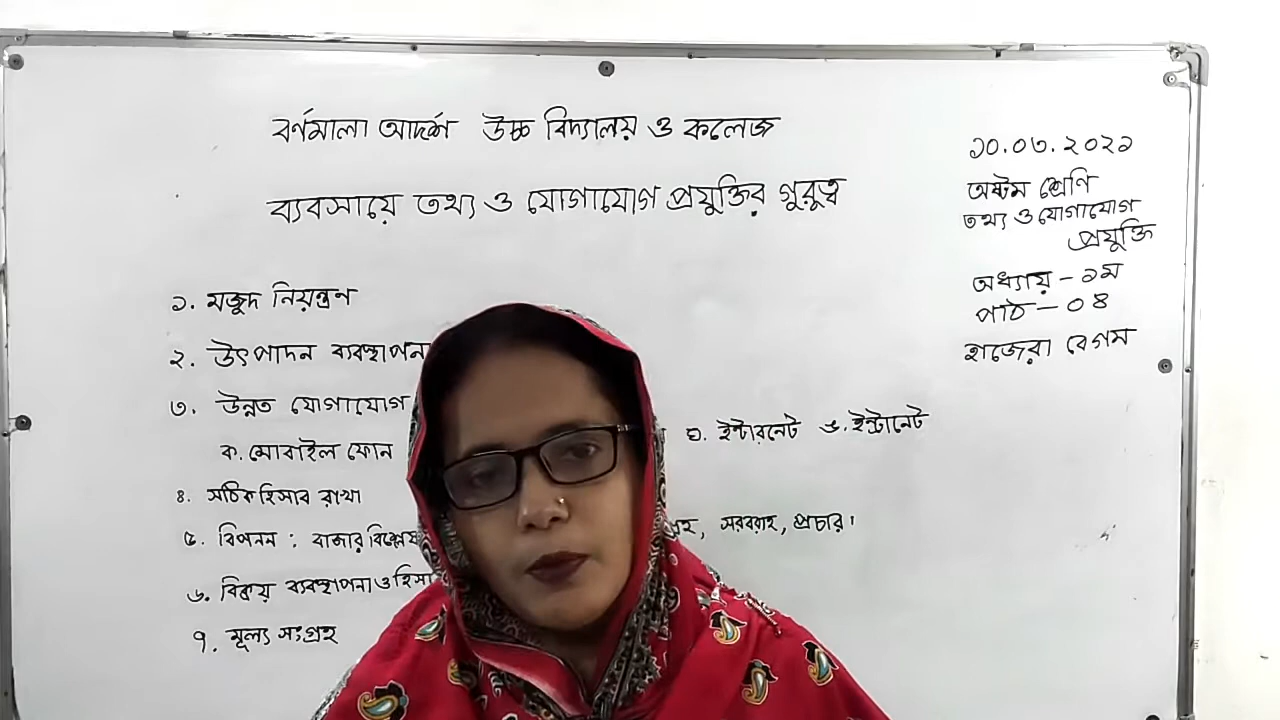 বর্ণমালা আদর্শ উচ্চ বিদ্যালয় ও কলেজ
ব্যবসায়ে তথ্য ও যোগাযোগ প্রযুক্তির গুরুত্ব
১. মজুদ নিয়ন্ত্রণ
২. উৎপাদন ব্যবস্থাপনা
৩. উন্নত যোগাযোগ
ক. মোবাইল ফোন ঘ. ইন্টারনেট ঙ. ইন্ট্রানেট
৪. সঠিক হিসাব রাখা
৫. বিপনন : বাজার বিশ্লেষ সরবরাহ, প্রচার।
৬. বিক্রয় ব্যবস্থাপনা ও হিসা
৭. মূল্য সংগ্রহ
১০.০৩.২০২১
অষ্টম শ্রেণি
তথ্য ও যোগাযোগ
প্রযুক্তি
অধ্যায় - ১ম
পাঠ - ০৪
হাজেরা বেগম